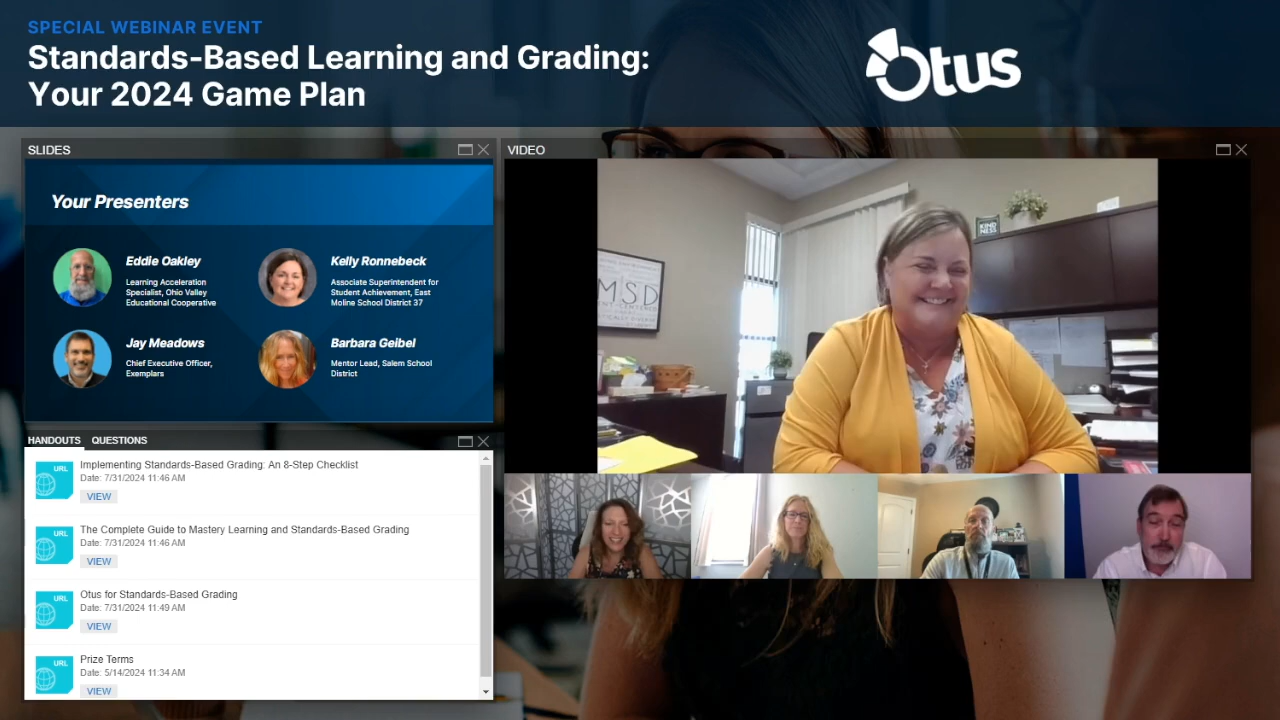 SPECIAL WEBINAR EVENT
Standards-Based Learning and Grading:
Your 2024 Game Plan
Otus
SLIDES
Your Presenters
Eddie Oakley
Learning Acceleration
Specialist, Ohio Valley
Educational Cooperative
Kelly Ronnebeck
Associate Superintendent for
Student Achievement, East
Moline School District 37
Jay Meadows
Chief Executive Officer,
Exemplars
Barbara Geibel
Mentor Lead, Salem School
District
VIDEO
KIND
NESS
MSD
HANDOUTS QUESTIONS
URL
Implementing Standards-Based Grading: An 8-Step Checklist
Date: 7/31/2024 11:46 AM
VIEW
URL
The Complete Guide to Mastery Learning and Standards-Based Grading
Date: 7/31/2024 11:46 AM
VIEW
URL
Otus for Standards-Based Grading
Date: 7/31/2024 11:49 AM
VIEW
URL
Prize Terms
Date: 5/14/2024 11:34 AM
VIEW